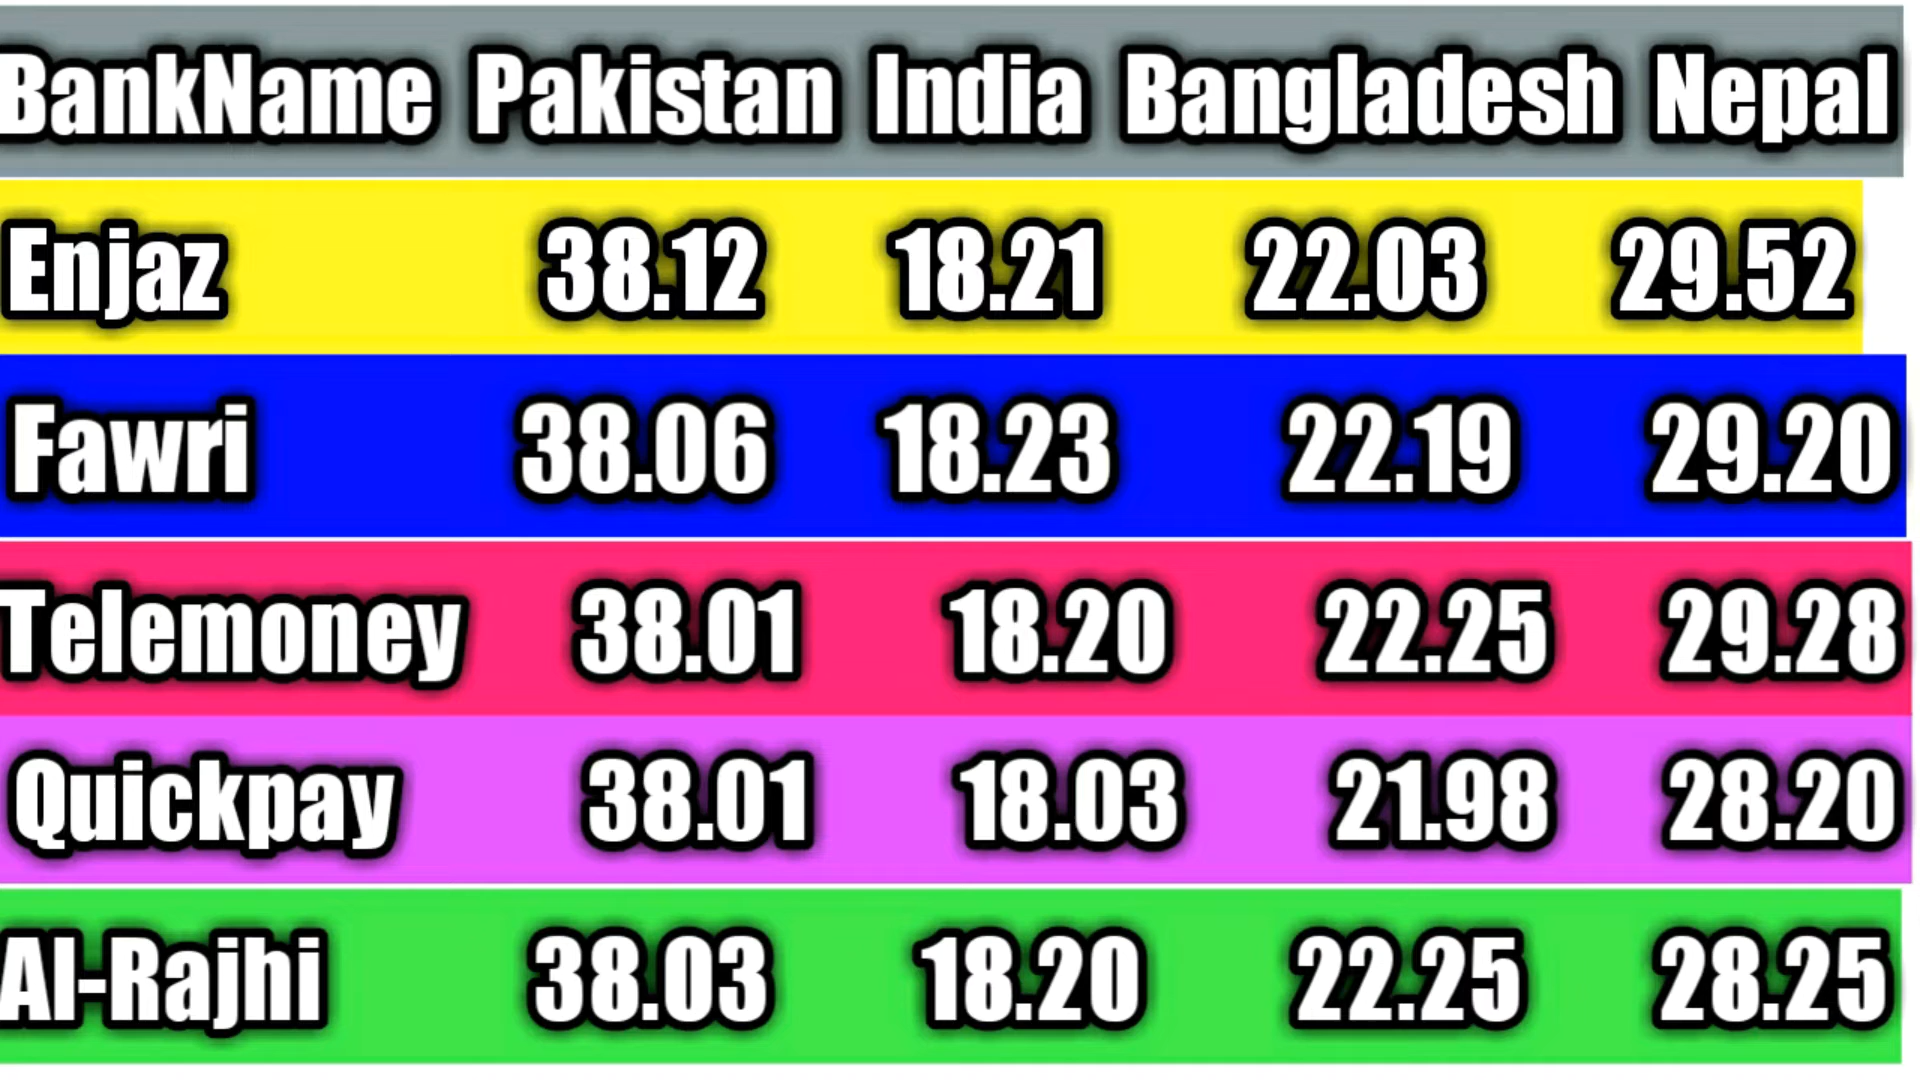 BankName Pakistan India Bangladesh Nepal
Enjaz 38.12 18.21 22.03 29.52
Fawri 38.06 18.23 22.19 29.20
Telemoney 38.01 18.20 22.25 29.28
Quickpay 38.01 18.03 21.98 28.20
Al-Rajhi 38.03 18.20 22.25 28.25